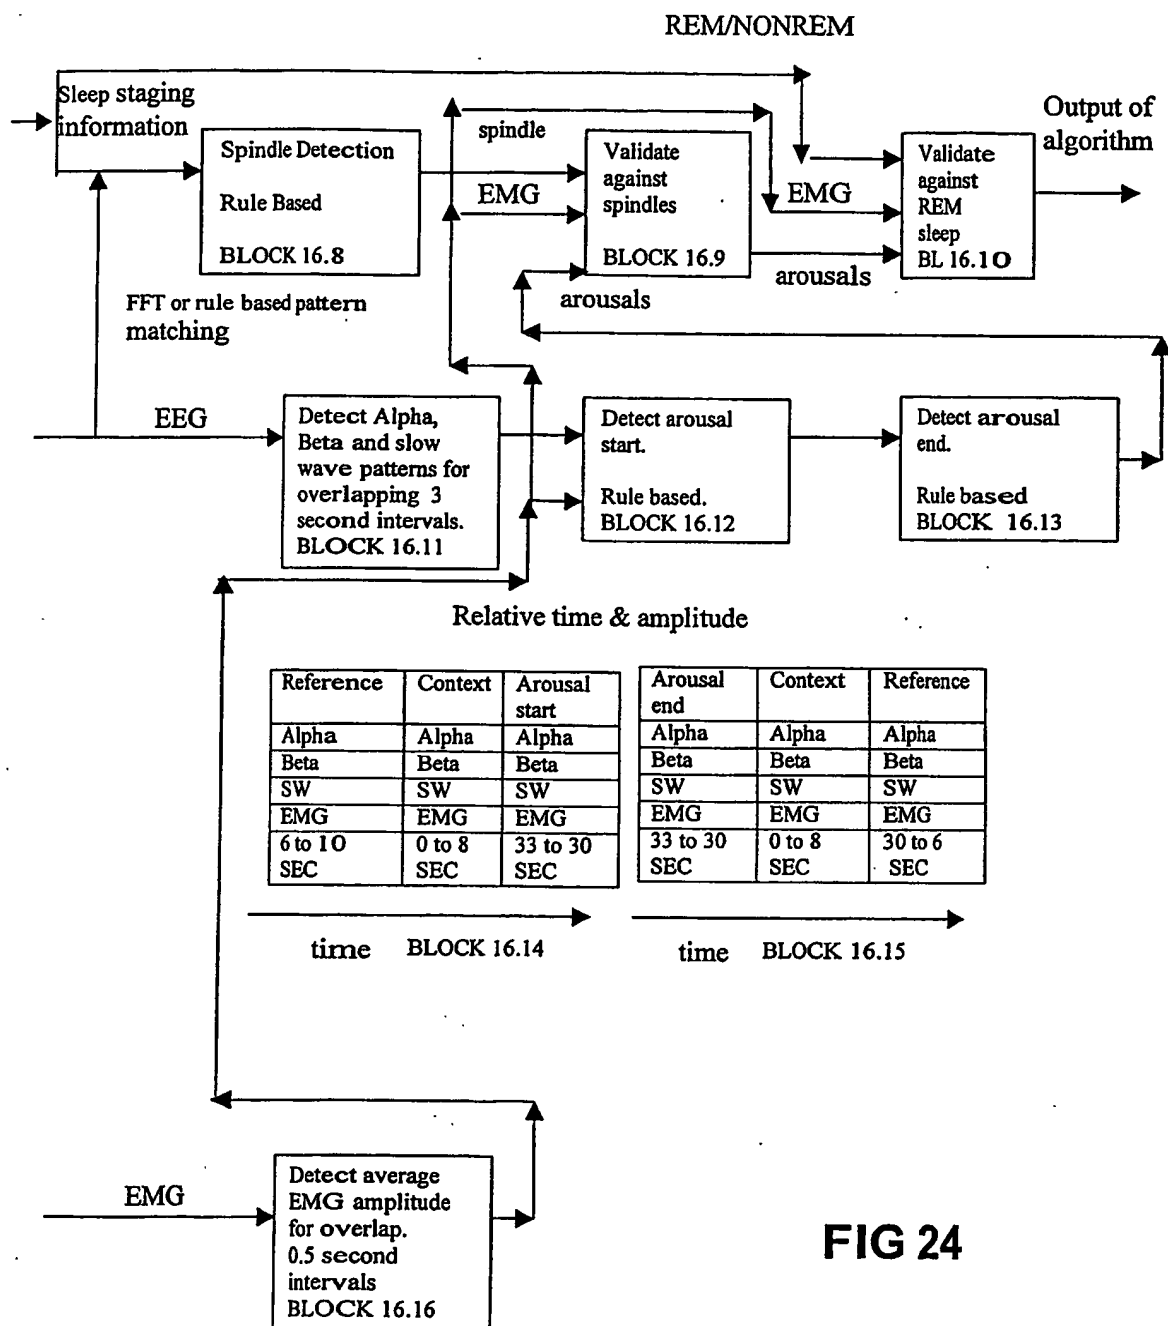 REM/NONREM
Sleep staging
information
Spindle Detection
Rule Based
BLOCK 16.8
spindle
EMG
Validate
against
spindles
BLOCK 16.9
EMG
arousals
Validate
against
REM
sleep
BL 16.10
Output of
algorithm
arousals
FFT or rule based pattern
matching
EEG
Detect Alpha,
Beta and slow
wave patterns for
overlapping 3
second intervals.
BLOCK 16.11
Detect arousal
start.
Rule based.
BLOCK 16.12
Detect arousal
end.
Rule based
BLOCK 16.13
Relative time & amplitude
Reference Context Arousal
start
Alpha Alpha Alpha
Beta Beta Beta
SW SW SW
EMG EMG EMG
6 to 10 0 to 8 33 to 30
SEC SEC SEC
time BLOCK 16.14
Arousal Context Reference
end
Alpha Alpha Alpha
Beta Beta Beta
SW SW SW
EMG EMG EMG
33 to 30 0 to 8 30 to 6
SEC SEC SEC
time BLOCK 16.15
EMG
Detect average
EMG amplitude
for overlap.
0.5 second
intervals
BLOCK 16.16
FIG 24